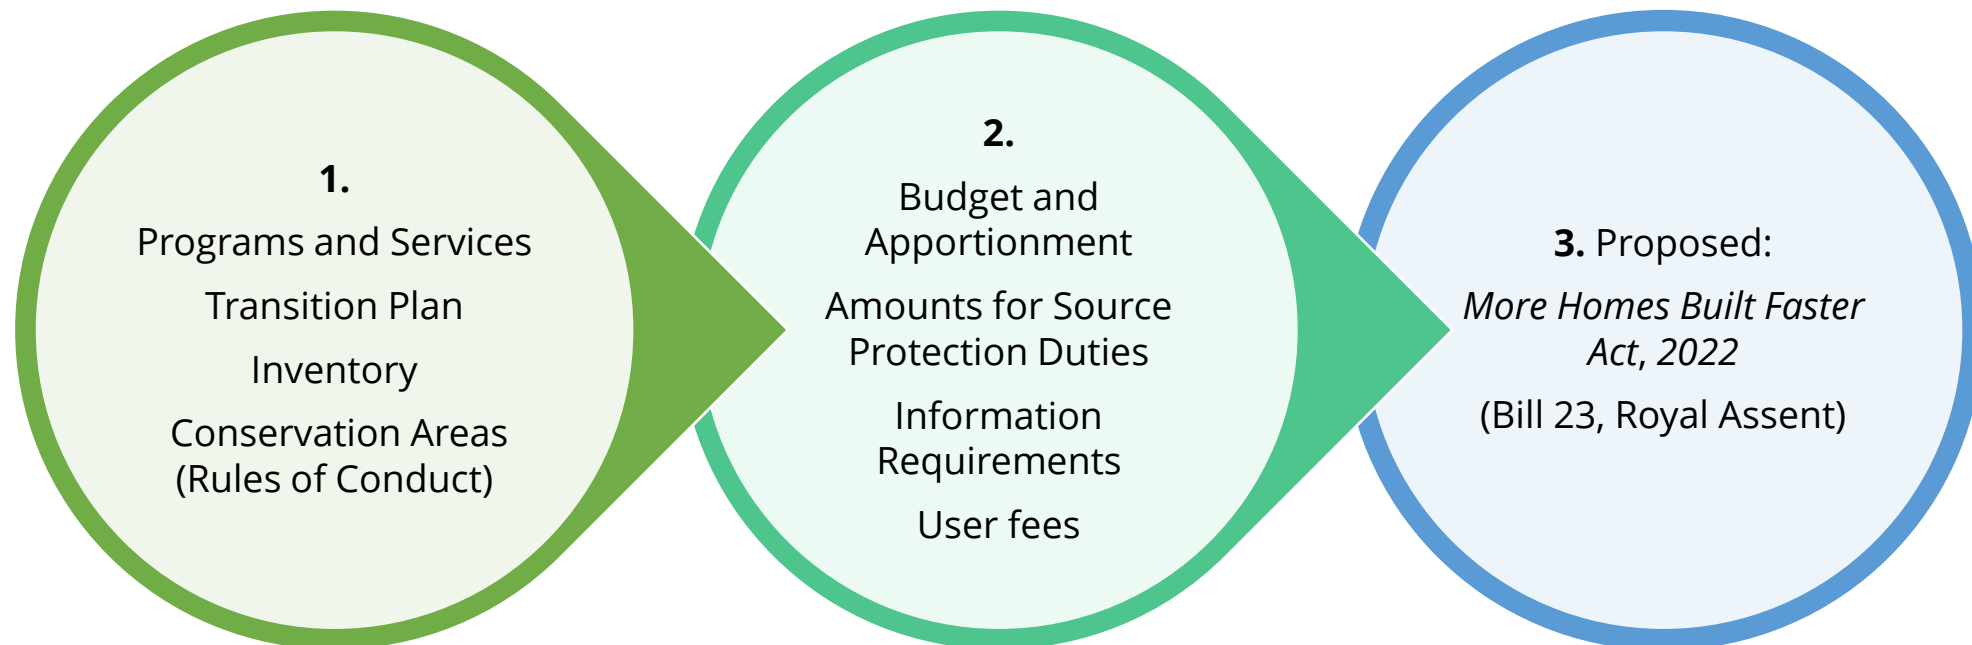 1.
Programs and Services
Transition Plan
Inventory
Conservation Areas
(Rules of Conduct)
2.
Budget and
Apportionment
Amounts for Source
Protection Duties
Information
Requirements
User fees
3. Proposed:
More Homes Built Faster
Act, 2022
(Bill 23, Royal Assent)